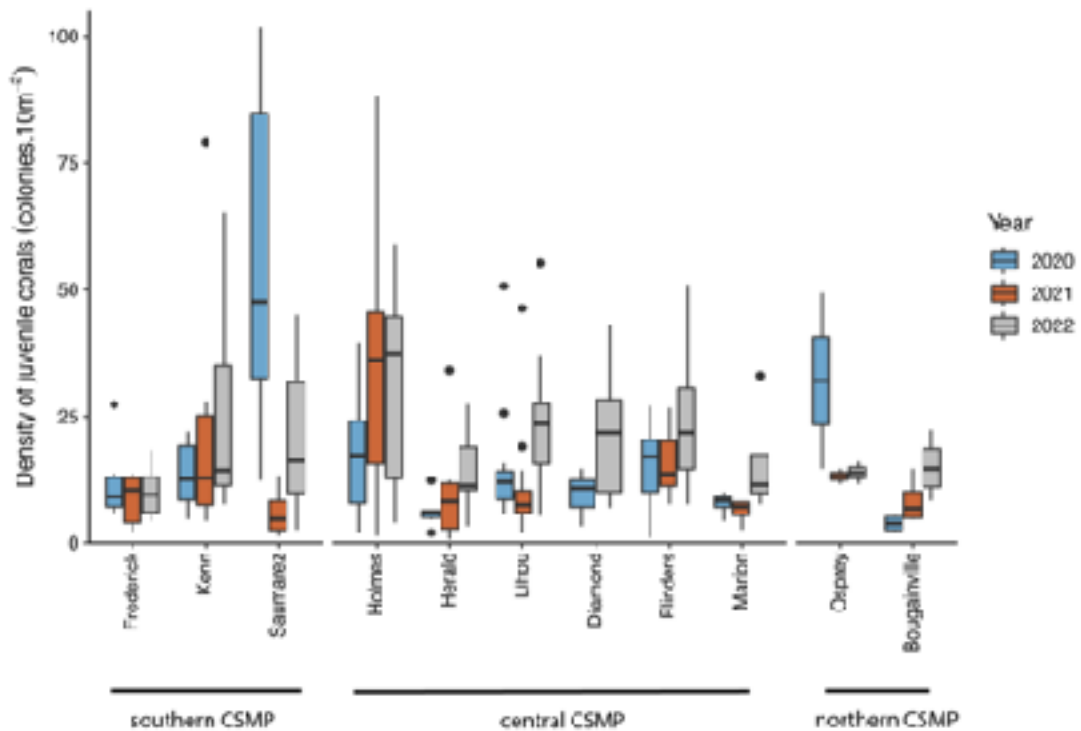 Density of juvenile corals (colonies.10m⁻²)
100
75
50
25
0
Year
2020
2021
2022
Frederick
Kenn
Saumarez
Holmes
Herald
Lihou
Diamond
Flinders
Marion
Osprey
Bougainville
southern CSMP
central CSMP
northern CSMP